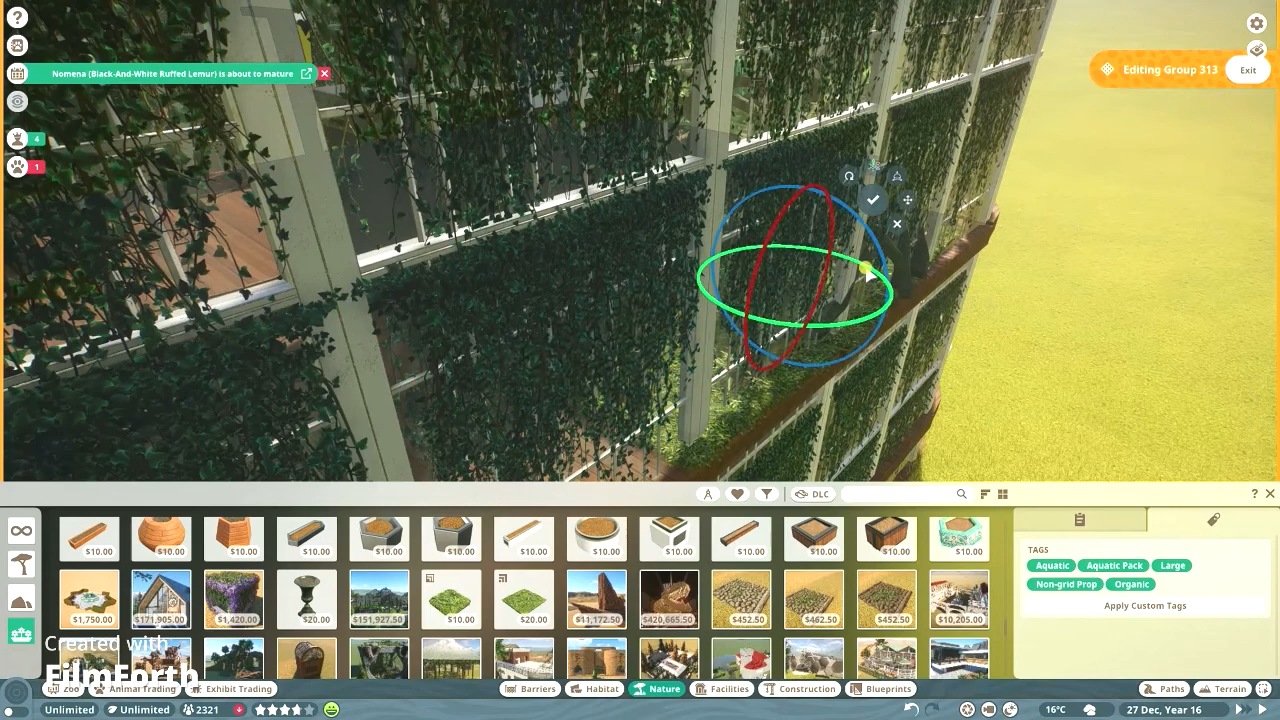 Nomena (Black-And-White Ruffed Lemur) is about to mature
4
1
Editing Group 313
Exit
DLC
$10.00 $10.00 $10.00 $10.00 $10.00 $10.00 $10.00 $10.00 $10.00 $10.00 $10.00 $10.00 $10.00
$1,750.00 $171,905.00 $1,420.00 $20.00 $151,927.50 $10.00 $20.00 $11,172.50 $420,665.50 $452.50 $462.50 $452.50 $10,205.00
TAGS
Aquatic Aquatic Pack Large
Non-grid Prop Organic
Apply Custom Tags
Created with
FilmForth
Zoo Animal Trading Exhibit Trading Barriers Habitat Nature Facilities Construction Blueprints Paths Terrain
Unlimited Unlimited 2321 16°C 27 Dec, Year 16